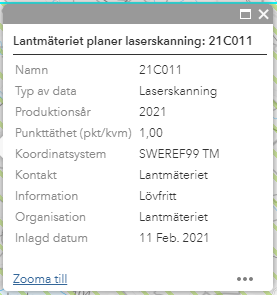 Lantmäteriet planer laserskanning: 21C011
Namn 21C011
Typ av data Laserskanning
Produktionsår 2021
Punkttäthet (pkt/kvm) 1,00
Koordinatsystem SWEREF99 TM
Kontakt Lantmäteriet
Information Lövfritt
Organisation Lantmäteriet
Inlagd datum 11 Feb. 2021
Zooma till